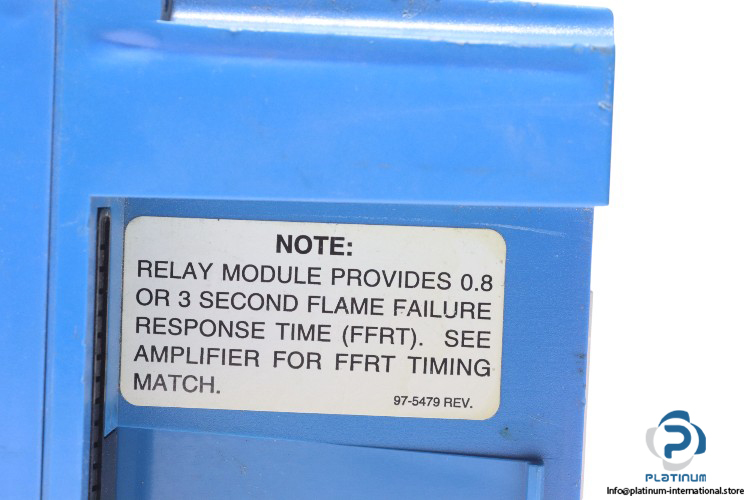 NOTE:
RELAY MODULE PROVIDES 0.8
OR 3 SECOND FLAME FAILURE
RESPONSE TIME (FFRT). SEE
AMPLIFIER FOR FFRT TIMING
MATCH.
97-5479 REV.
PLATINUM
Info@platinum-international.store